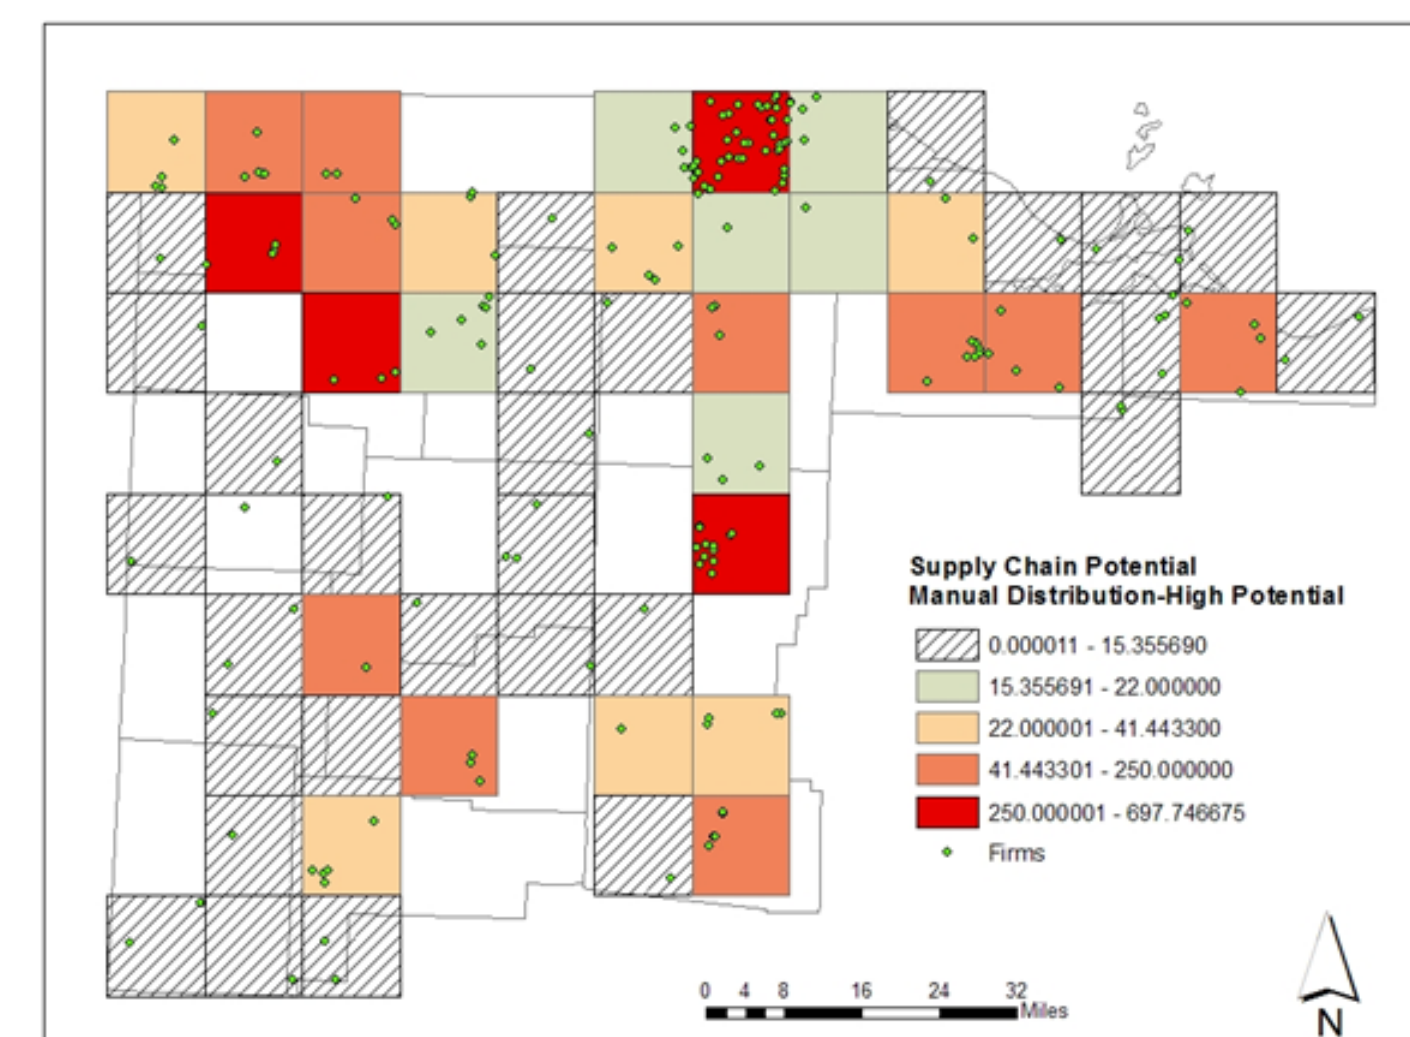 Supply Chain Potential
Manual Distribution-High Potential
0.000011 - 15.355690
15.355691 - 22.000000
22.000001 - 41.443300
41.443301 - 250.000000
250.000001 - 697.746675
Firms
0 4 8 16 24 32
Miles
N